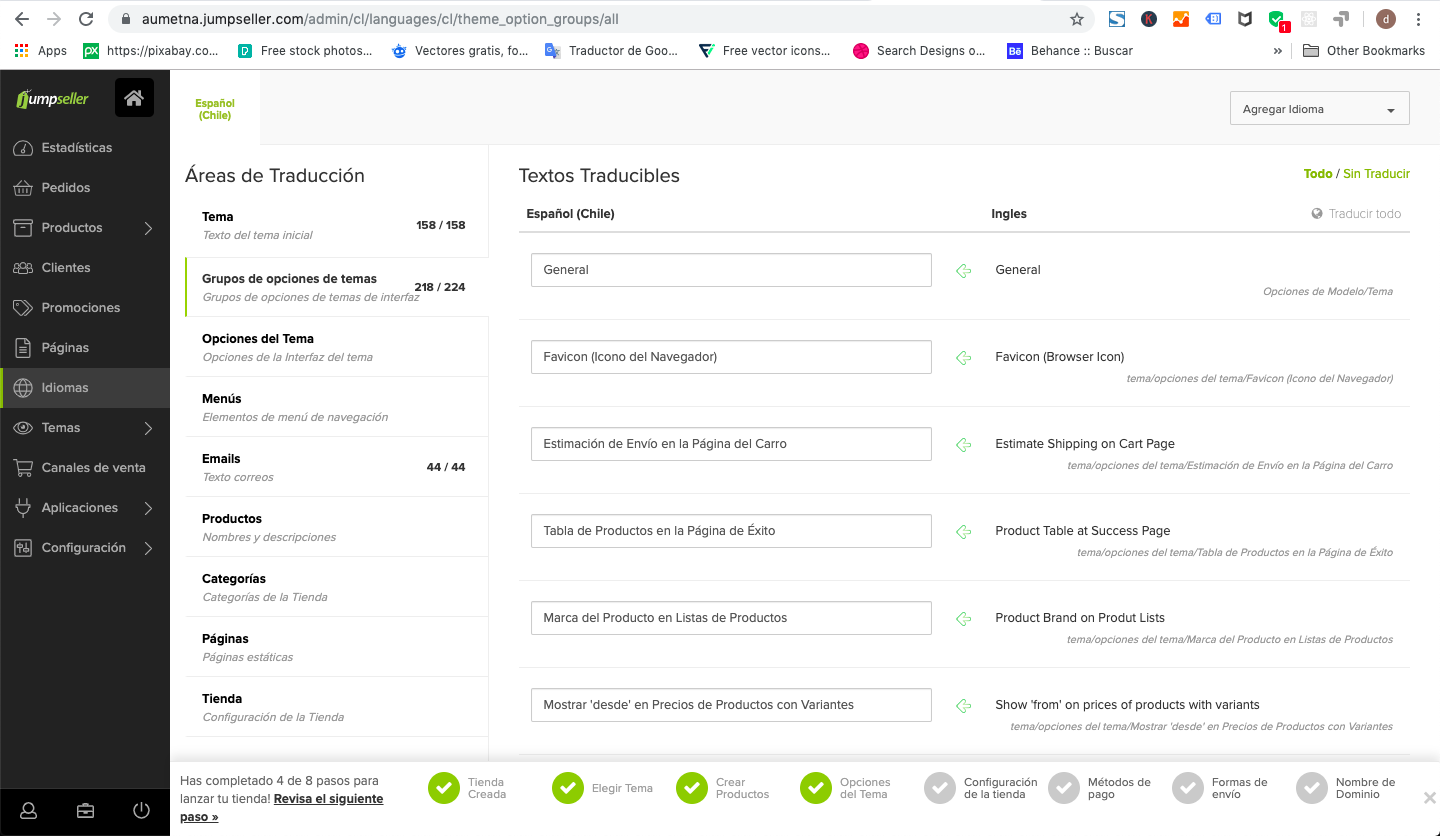 aumetna.jumpseller.com/admin/cl/languages/cl/theme_option_groups/all
1
d
Apps
https://pixabay.co...
Free stock photos...
Vectores gratis, fo...
Traductor de Goo...
Free vector icons...
Search Designs o...
Behance :: Buscar
»
Other Bookmarks
jumpseller
Estadísticas
Pedidos
Productos
Clientes
Promociones
Páginas
Idiomas
Temas
Canales de venta
Aplicaciones
Configuración
Español
(Chile)
Agregar Idioma
Áreas de Traducción
Tema
158 / 158
Texto del tema inicial
Grupos de opciones de temas
218 / 224
Grupos de opciones de temas de interfaz
Opciones del Tema
Opciones de la Interfaz del tema
Menús
Elementos de menú de navegación
Emails
44 / 44
Texto correos
Productos
Nombres y descripciones
Categorías
Categorías de la Tienda
Páginas
Páginas estáticas
Tienda
Configuración de la Tienda
Textos Traducibles
Todo / Sin Traducir
Español (Chile)
Ingles
Traducir todo
General
General
Opciones de Modelo/Tema
Favicon (Icono del Navegador)
Favicon (Browser Icon)
tema/opciones del tema/Favicon (Icono del Navegador)
Estimación de Envío en la Página del Carro
Estimate Shipping on Cart Page
tema/opciones del tema/Estimación de Envío en la Página del Carro
Tabla de Productos en la Página de Éxito
Product Table at Success Page
tema/opciones del tema/Tabla de Productos en la Página de Éxito
Marca del Producto en Listas de Productos
Product Brand on Produt Lists
tema/opciones del tema/Marca del Producto en Listas de Productos
Mostrar 'desde' en Precios de Productos con Variantes
Show 'from' on prices of products with variants
tema/opciones del tema/Mostrar 'desde' en Precios de Productos con Variantes
Has completado 4 de 8 pasos para
lanzar tu tienda! Revisa el siguiente
paso »
Tienda
Creada
Elegir Tema
Crear
Productos
Opciones
del Tema
Configuración
de la tienda
Métodos de
pago
Formas de
envío
Nombre de
Dominio